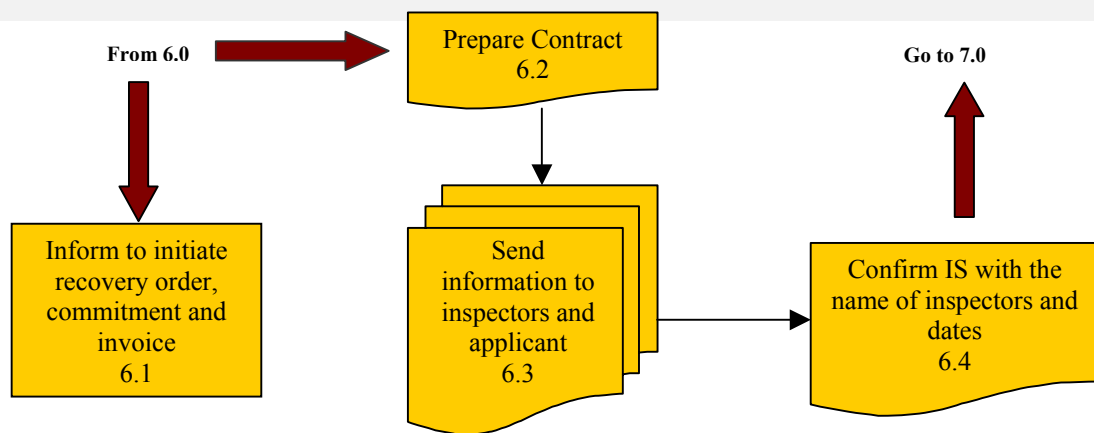 From 6.0
Prepare Contract
6.2
Go to 7.0
Inform to initiate
recovery order,
commitment and
invoice
6.1
Send
information to
inspectors and
applicant
6.3
Confirm IS with the
name of inspectors and
dates
6.4